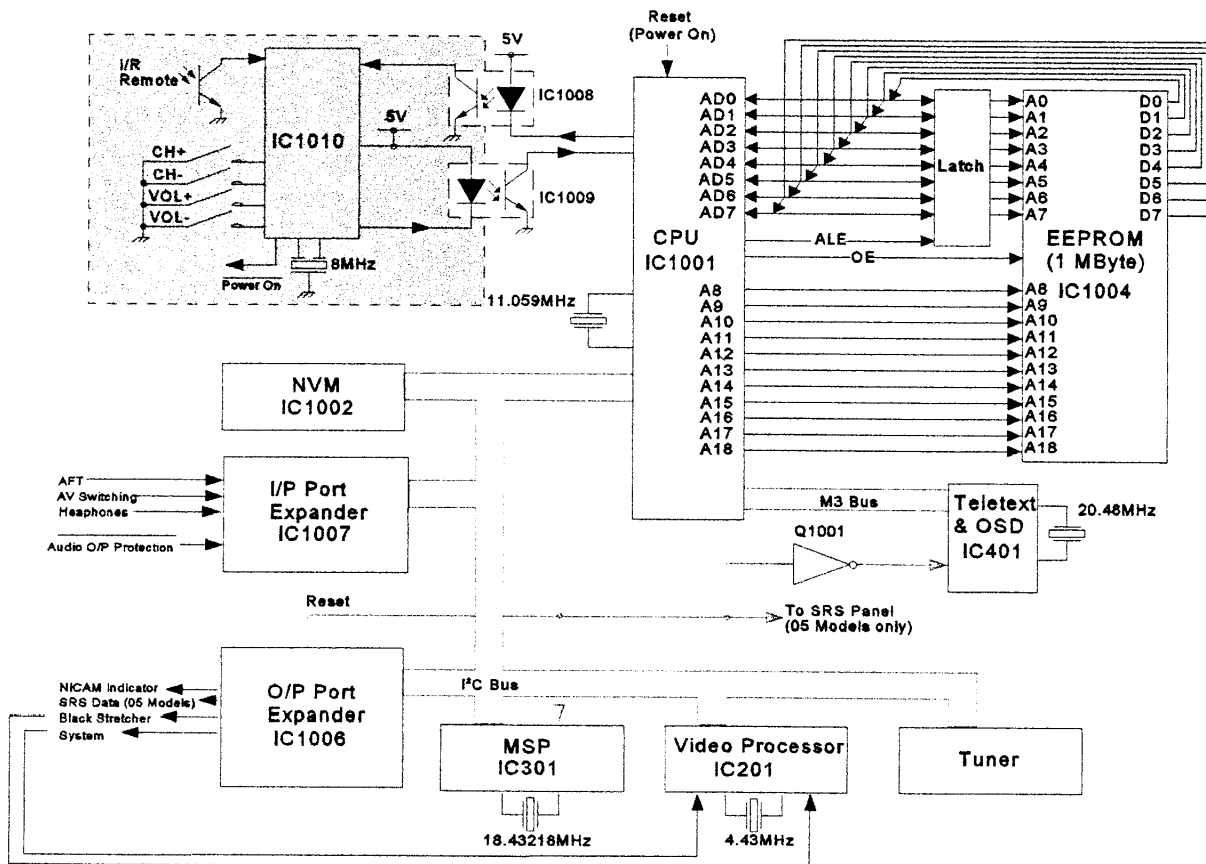 Reset
(Power On)
5V
I/R
Remote
IC1008
IC1010
5V
CH+
CH-
VOL+
VOL-
IC1009
8MHz
Power On
11.059MHz
AD0
AD1
AD2
AD3
AD4
AD5
AD6
AD7
CPU
IC1001
ALE
OE
A8
A9
A10
A11
A12
A13
A14
A15
A16
A17
A18
Latch
A0
A1
A2
A3
A4
A5
A6
A7
D0
D1
D2
D3
D4
D5
D6
D7
EEPROM
(1 MByte)
IC1004
A8
A9
A10
A11
A12
A13
A14
A15
A16
A17
A18
NVM
IC1002
AFT
AV Switching
Heaphones
Audio O/P Protection
I/P Port
Expander
IC1007
M3 Bus
Q1001
Teletext
& OSD
IC401
20.48MHz
Reset
To SRS Panel
(05 Models only)
NICAM Indicator
SRS Data (05 Models)
Black Stretcher
System
O/P Port
Expander
IC1006
I²C Bus
7
MSP
IC301
18.43218MHz
Video Processor
IC201
4.43MHz
Tuner